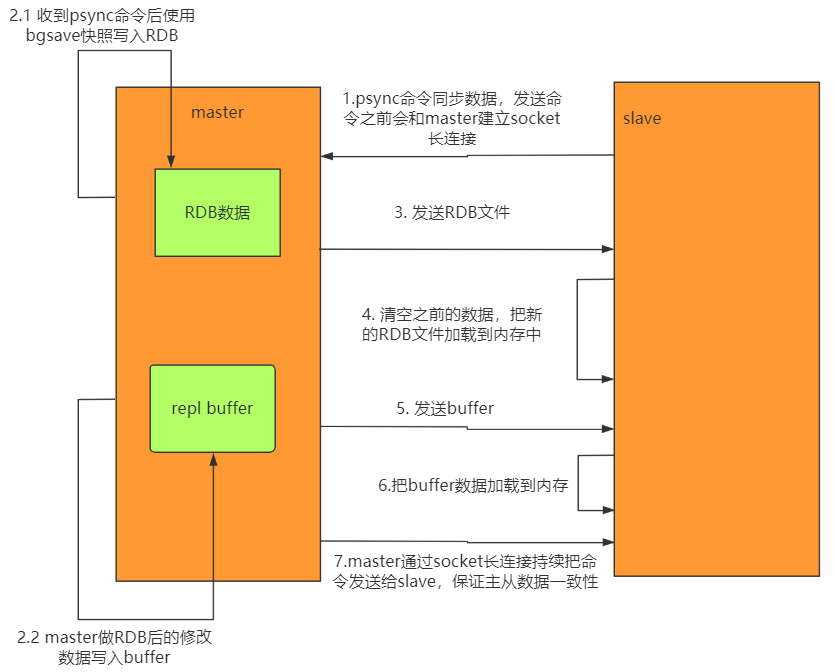 2.1 收到psync命令后使用
bgsave快照写入RDB
master
1.psync命令同步数据，发送命
令之前会和master建立socket
长连接
slave
RDB数据
3. 发送RDB文件
4. 清空之前的数据，把新
的RDB文件加载到内存中
repl buffer
5. 发送buffer
6.把buffer数据加载到内存
7.master通过socket长连接持续把命
令发送给slave，保证主从数据一致性
2.2 master做RDB后的修改
数据写入buffer